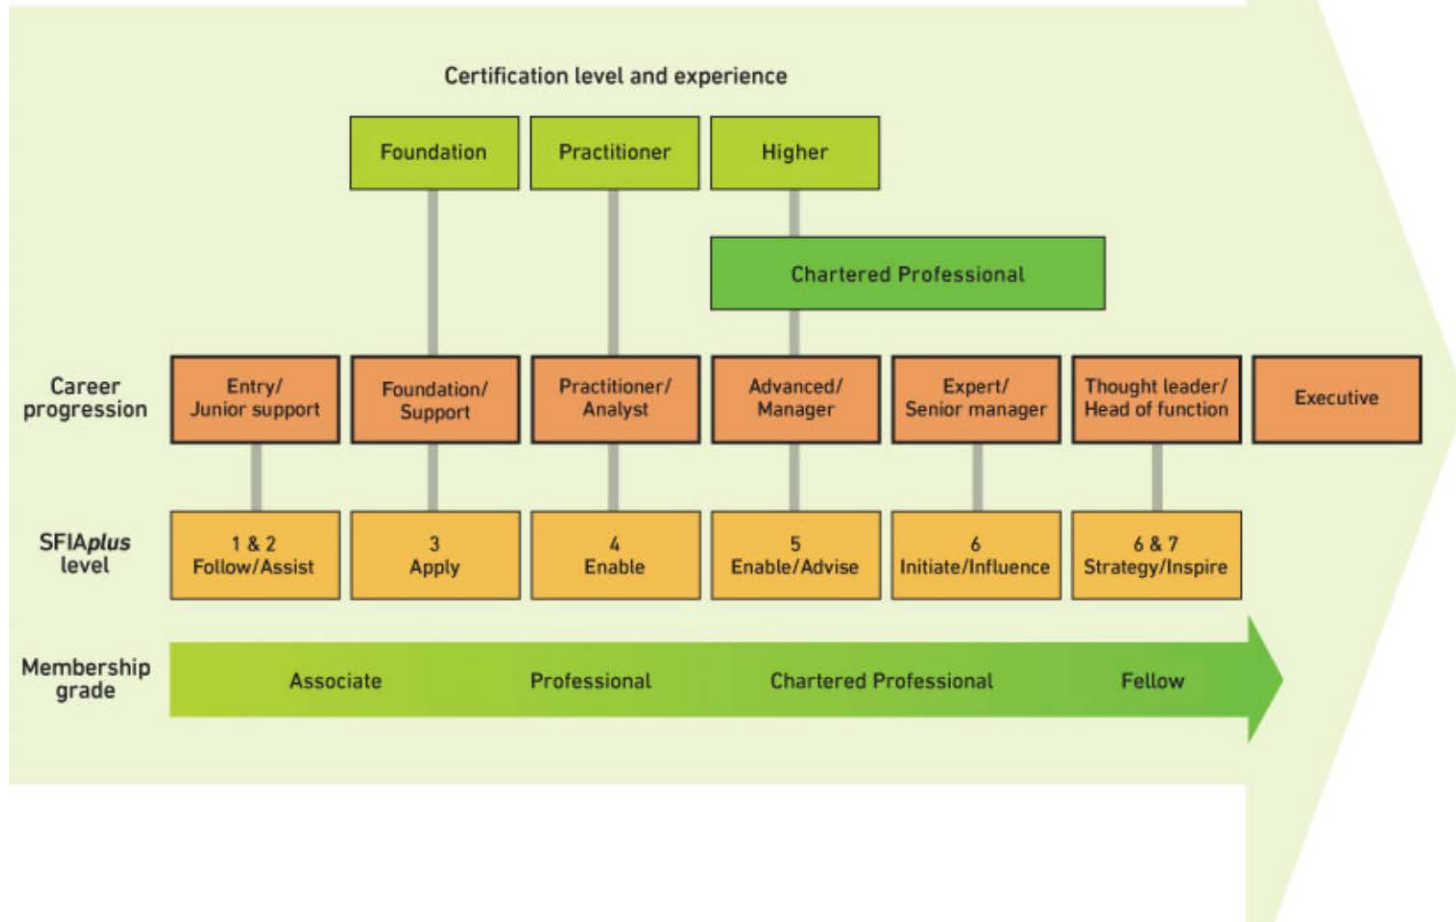 Certification level and experience
Foundation
Practitioner
Higher
Chartered Professional
Career
progression
Entry/
Junior support
Foundation/
Support
Practitioner/
Analyst
Advanced/
Manager
Expert/
Senior manager
Thought leader/
Head of function
Executive
SFIAplus
level
1 & 2
Follow/Assist
3
Apply
4
Enable
5
Enable/Advise
6
Initiate/Influence
6 & 7
Strategy/Inspire
Membership
grade
Associate
Professional
Chartered Professional
Fellow